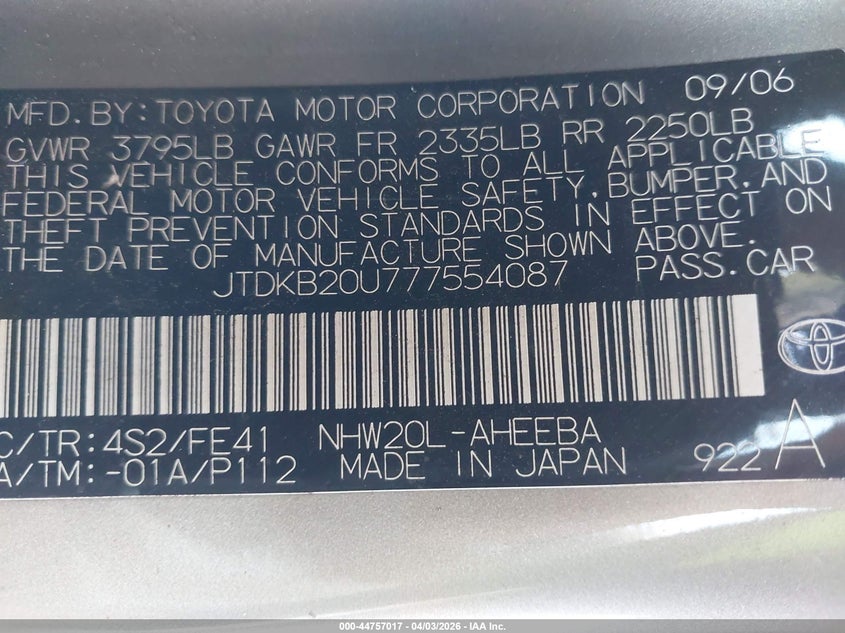 MFD. BY: TOYOTA MOTOR CORPORATION 09/06
GVWR 3795LB GAWR FR 2335LB RR 2250LB
THIS VEHICLE CONFORMS TO ALL APPLICABLE
FEDERAL MOTOR VEHICLE SAFETY, BUMPER, AND
THEFT PREVENTION STANDARDS IN EFFECT ON
THE DATE OF MANUFACTURE SHOWN ABOVE.
JTDKB20U777554087 PASS. CAR
C/TR: 4S2/FE41 NHW20L-AHEEBA
A/TM: -01A/P112 MADE IN JAPAN 922 A
000-44757017 - 04/03/2026 - IAA Inc.